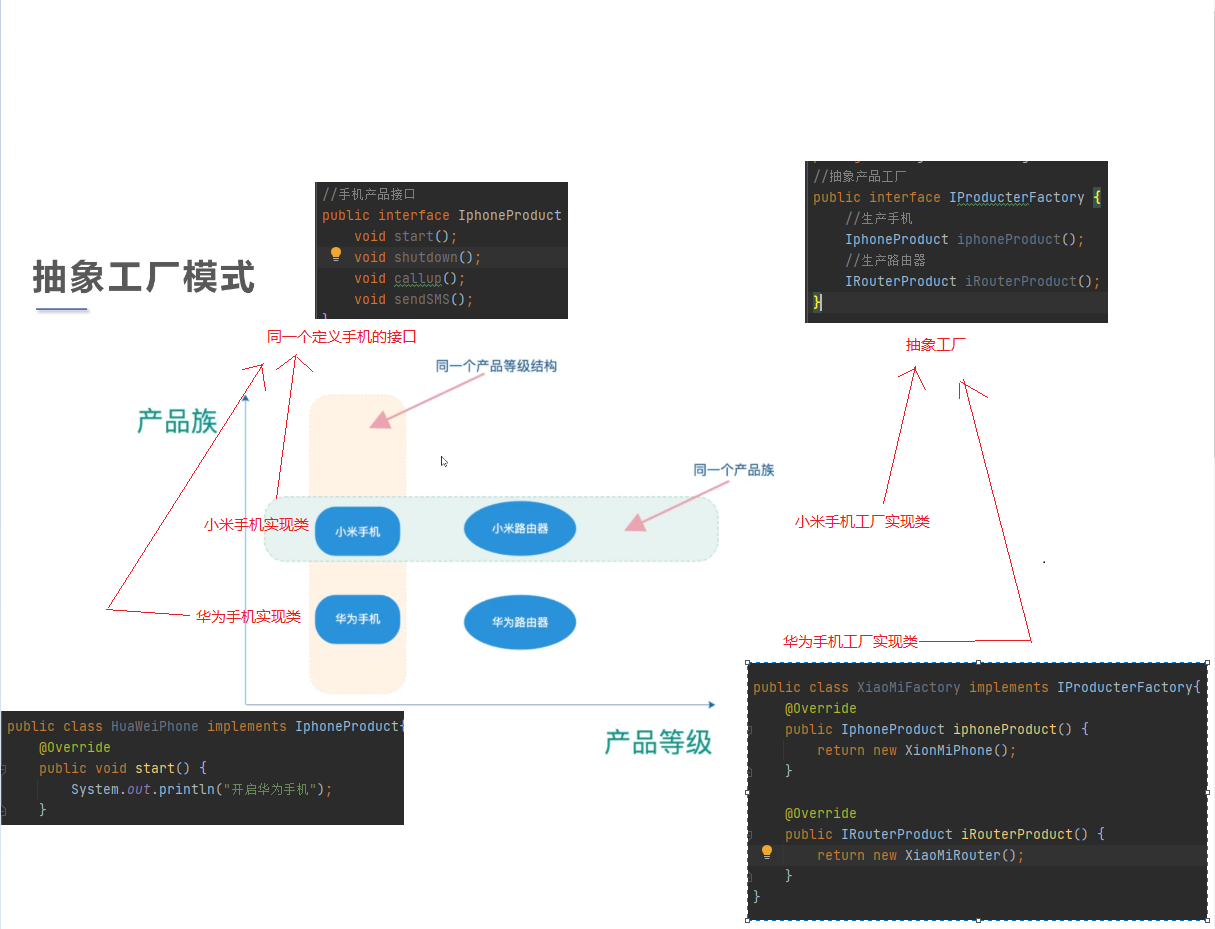 抽象工厂模式
//手机产品接口
public interface IphoneProduct
void start();
void shutdown();
void callup();
void sendSMS();
}
同一个定义手机的接口
//抽象产品工厂
public interface IProducterFactory {
//生产手机
IphoneProduct iphoneProduct();
//生产路由器
IRouterProduct iRouterProduct();
}
抽象工厂
同一个产品等级结构
产品族
同一个产品族
小米手机实现类
小米手机
小米路由器
小米手机工厂实现类
华为手机实现类
华为手机
华为路由器
华为手机工厂实现类
产品等级
public class HuaWeiPhone implements IphoneProduct{
@Override
public void start() {
System.out.println("开启华为手机");
}
public class XiaoMiFactory implements IProducterFactory{
@Override
public IphoneProduct iphoneProduct() {
return new XionMiPhone();
}
@Override
public IRouterProduct iRouterProduct() {
return new XiaoMiRouter();
}
}